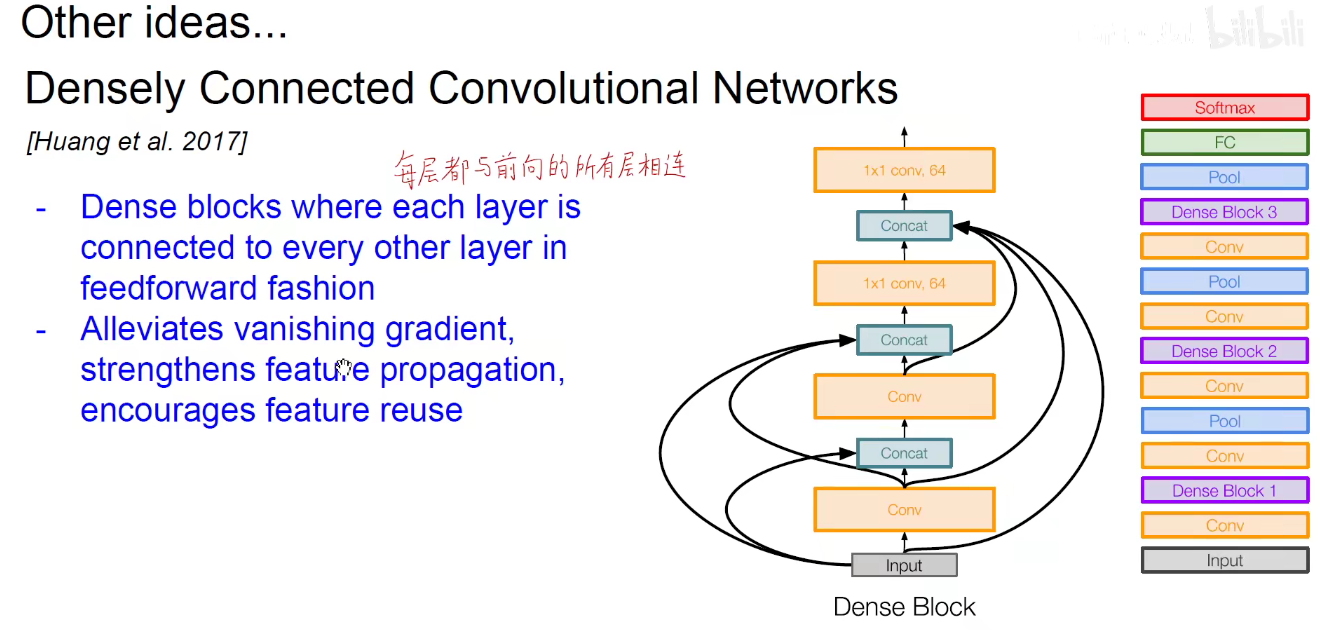 Other ideas...
bilibili
Densely Connected Convolutional Networks
[Huang et al. 2017]
每层都与前向的所有层相连
- Dense blocks where each layer is
connected to every other layer in
feedforward fashion
- Alleviates vanishing gradient,
strengthens feature propagation,
encourages feature reuse
1x1 conv, 64
Concat
1x1 conv, 64
Concat
Conv
Concat
Conv
Input
Dense Block
Softmax
FC
Pool
Dense Block 3
Conv
Pool
Conv
Dense Block 2
Conv
Pool
Conv
Dense Block 1
Conv
Input